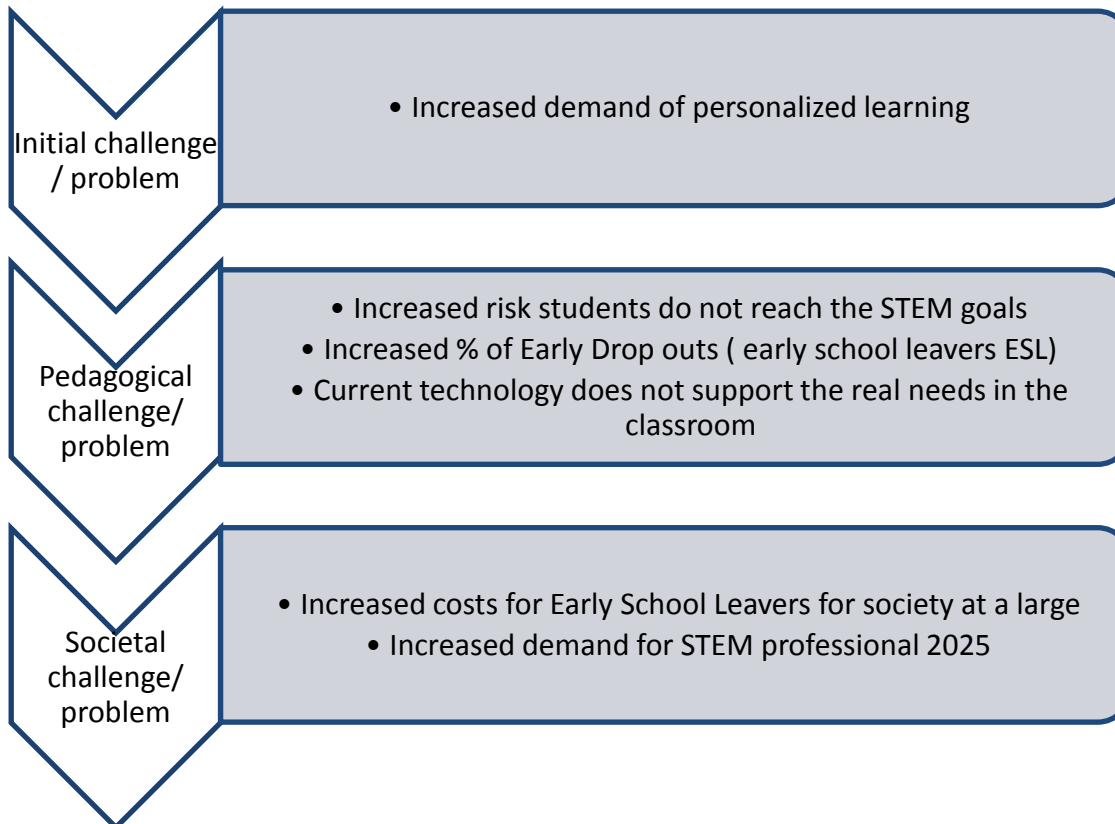 Initial challenge
/ problem
• Increased demand of personalized learning
Pedagogical
challenge/
problem
• Increased risk students do not reach the STEM goals
• Increased % of Early Drop outs ( early school leavers ESL)
• Current technology does not support the real needs in the
classroom
Societal
challenge/
problem
• Increased costs for Early School Leavers for society at a large
• Increased demand for STEM professional 2025